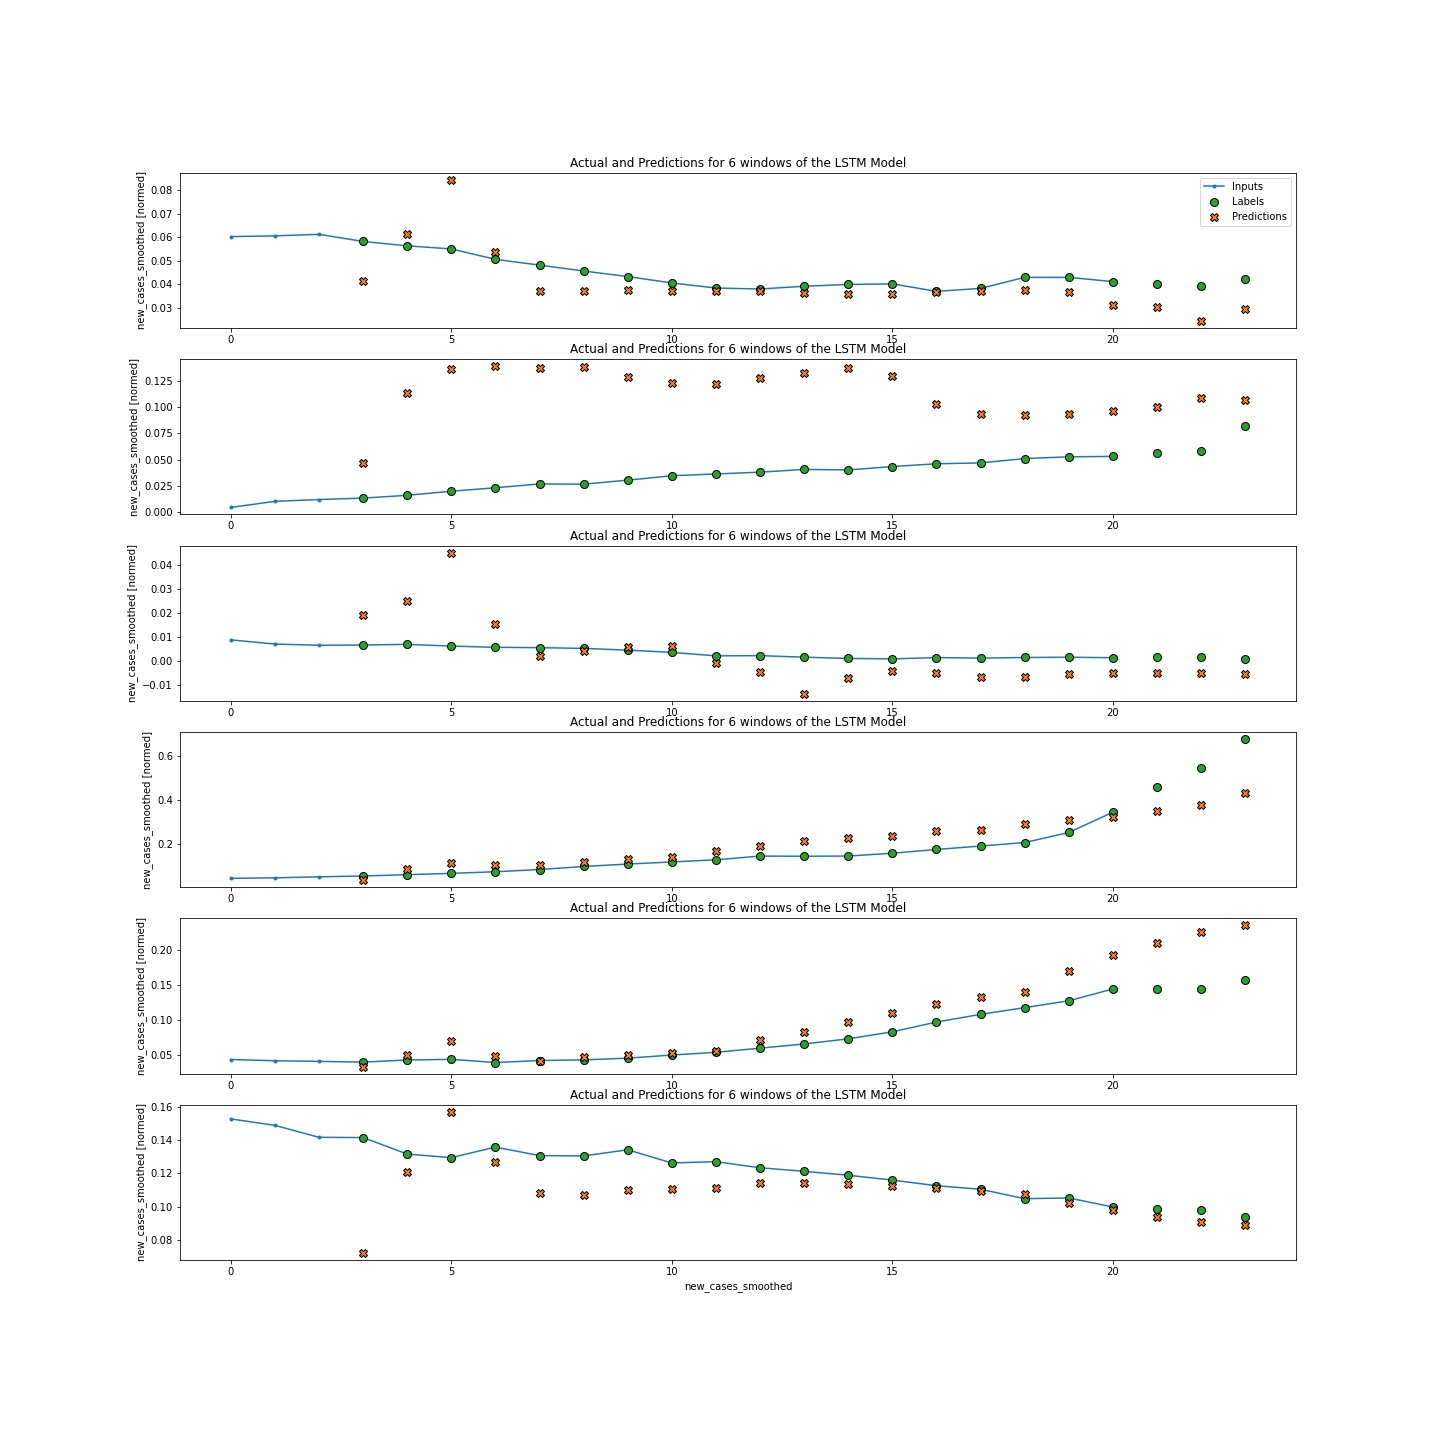 Actual and Predictions for 6 windows of the LSTM Model
new_cases_smoothed [normed]
0.08
0.07
0.06
0.05
0.04
0.03
Inputs
Labels
Predictions
0 5 10 15 20
Actual and Predictions for 6 windows of the LSTM Model
new_cases_smoothed [normed]
0.125
0.100
0.075
0.050
0.025
0.000
0 5 10 15 20
Actual and Predictions for 6 windows of the LSTM Model
new_cases_smoothed [normed]
0.04
0.03
0.02
0.01
0.00
−0.01
0 5 10 15 20
Actual and Predictions for 6 windows of the LSTM Model
new_cases_smoothed [normed]
0.6
0.4
0.2
0 5 10 15 20
Actual and Predictions for 6 windows of the LSTM Model
new_cases_smoothed [normed]
0.20
0.15
0.10
0.05
0 5 10 15 20
Actual and Predictions for 6 windows of the LSTM Model
new_cases_smoothed [normed]
0.16
0.14
0.12
0.10
0.08
0 5 10 15 20
new_cases_smoothed